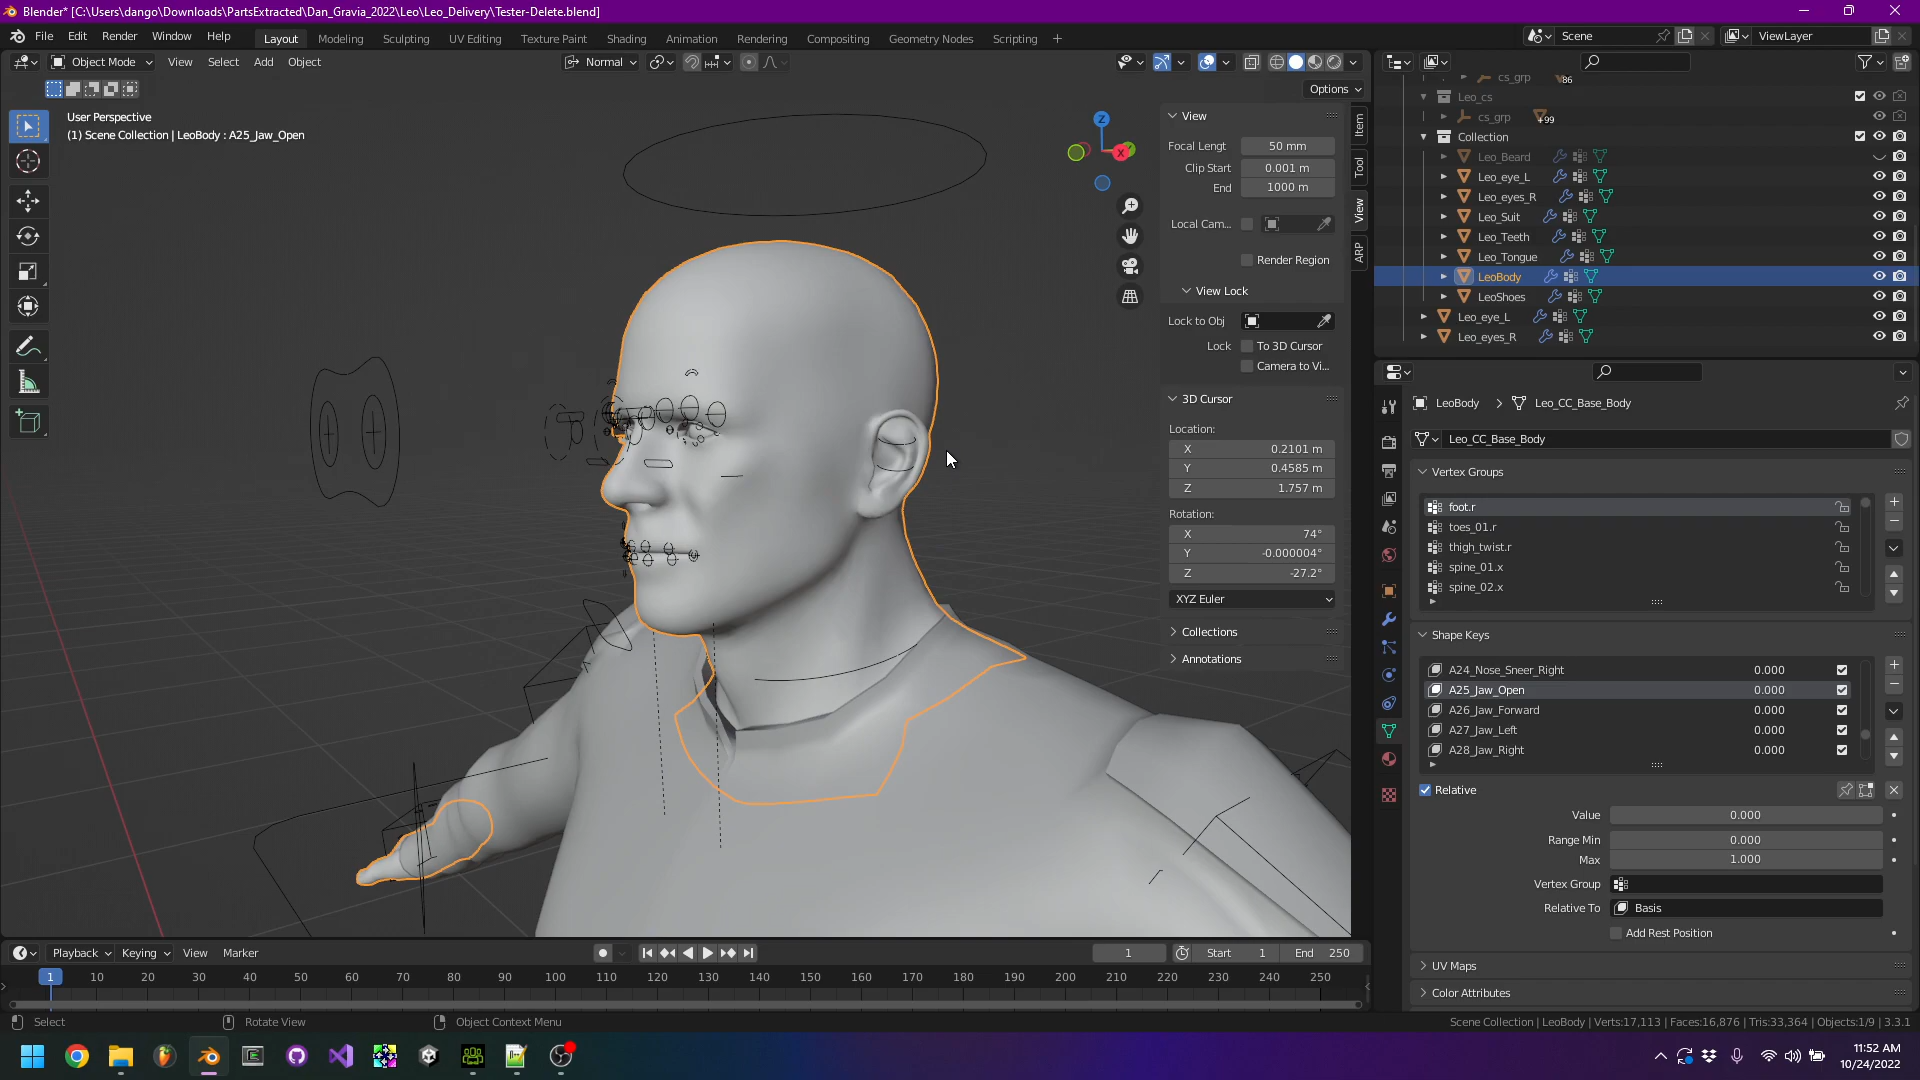 Blender* [C:\Users\dango\Downloads\PartsExtracted\Dan_Gravia_2022\Leo\Leo_Delivery\Tester-Delete.blend]
File Edit Render Window Help
Layout Modeling Sculpting UV Editing Texture Paint Shading Animation Rendering Compositing Geometry Nodes Scripting +
Scene
ViewLayer
Object Mode View Select Add Object
Normal
Options
User Perspective
(1) Scene Collection | LeoBody : A25_Jaw_Open
Z
X
View
Focal Lengt 50 mm
Clip Start 0.001 m
End 1000 m
Local Cam...
Render Region
View Lock
Lock to Obj
Lock To 3D Cursor
Camera to Vi...
3D Cursor
Location:
X 0.2101 m
Y 0.4585 m
Z 1.757 m
Rotation:
X 74°
Y -0.000004°
Z -27.2°
XYZ Euler
Collections
Annotations
Item
Tool
View
ARP
cs_grp 86
Leo_cs
cs_grp +99
Collection
Leo_Beard
Leo_eye_L
Leo_eyes_R
Leo_Suit
Leo_Teeth
Leo_Tongue
LeoBody
LeoShoes
Leo_eye_L
Leo_eyes_R
LeoBody > Leo_CC_Base_Body
Leo_CC_Base_Body
Vertex Groups
foot.r
toes_01.r
thigh_twist.r
spine_01.x
spine_02.x
Shape Keys
A24_Nose_Sneer_Right 0.000
A25_Jaw_Open 0.000
A26_Jaw_Forward 0.000
A27_Jaw_Left 0.000
A28_Jaw_Right 0.000
Relative
Value 0.000
Range Min 0.000
Max 1.000
Vertex Group
Relative To Basis
Add Rest Position
UV Maps
Color Attributes
Playback Keying View Marker
1 Start 1 End 250
1 10 20 30 40 50 60 70 80 90 100 110 120 130 140 150 160 170 180 190 200 210 220 230 240 250
Select Rotate View Object Context Menu
Scene Collection | LeoBody | Verts:17,113 | Faces:16,876 | Tris:33,364 | Objects:1/9 | 3.3.1
11:52 AM
10/24/2022